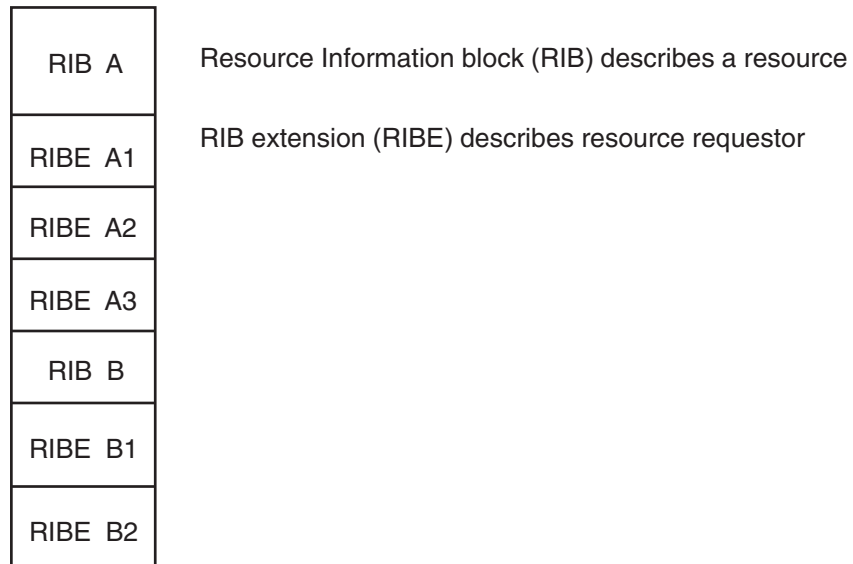 RIB A
Resource Information block (RIB) describes a resource
RIBE A1
RIB extension (RIBE) describes resource requestor
RIBE A2
RIBE A3
RIB B
RIBE B1
RIBE B2